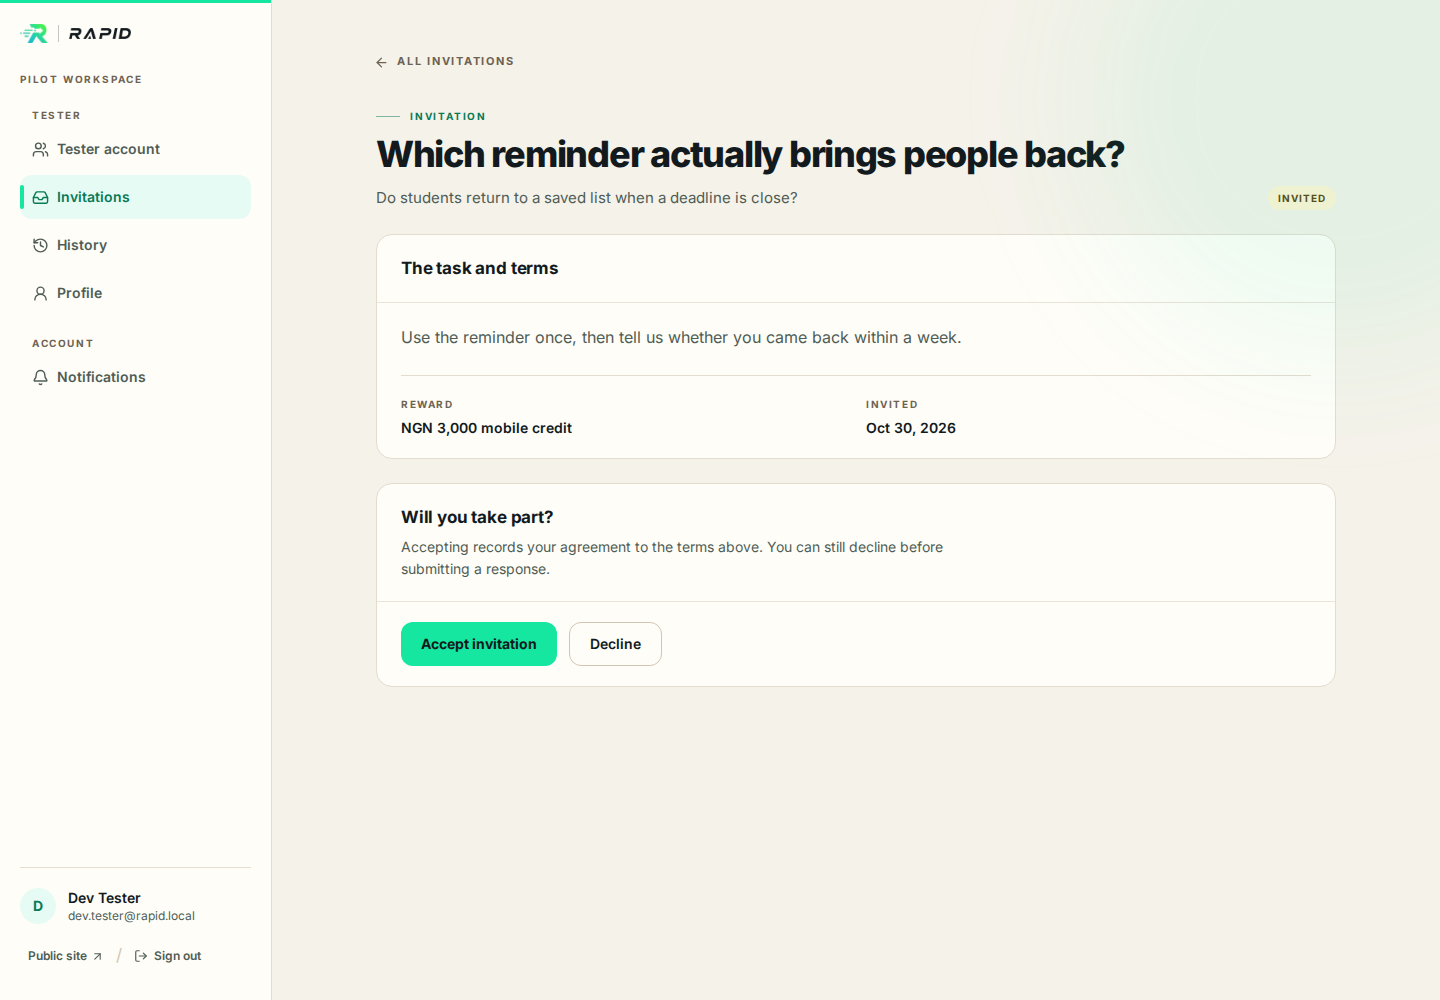 RAPID
PILOT WORKSPACE
TESTER
Tester account
Invitations
History
Profile
ACCOUNT
Notifications
D
Dev Tester
dev.tester@rapid.local
Public site
/
Sign out
ALL INVITATIONS
INVITATION
Which reminder actually brings people back?
Do students return to a saved list when a deadline is close?
INVITED
The task and terms
Use the reminder once, then tell us whether you came back within a week.
REWARD
NGN 3,000 mobile credit
INVITED
Oct 30, 2026
Will you take part?
Accepting records your agreement to the terms above. You can still decline before
submitting a response.
Accept invitation
Decline